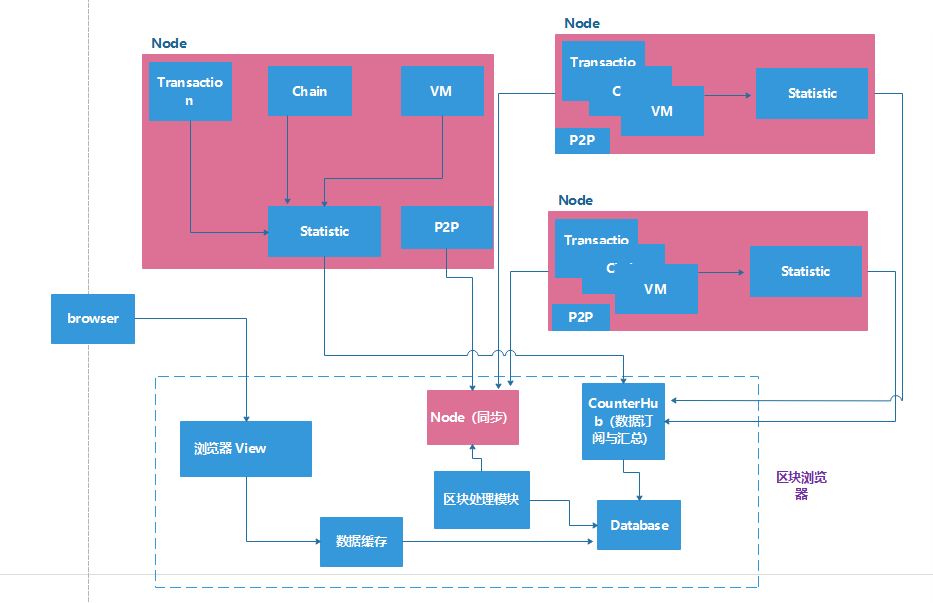 Node
Transactio
n
Chain
VM
Statistic
P2P
Node
Transactio
C
VM
P2P
Statistic
Node
Transactio
VM
P2P
Statistic
browser
浏览器 View
数据缓存
Node（同步）
区块处理模块
CounterHu
b（数据订
阅与汇总）
Database
区块浏览
器